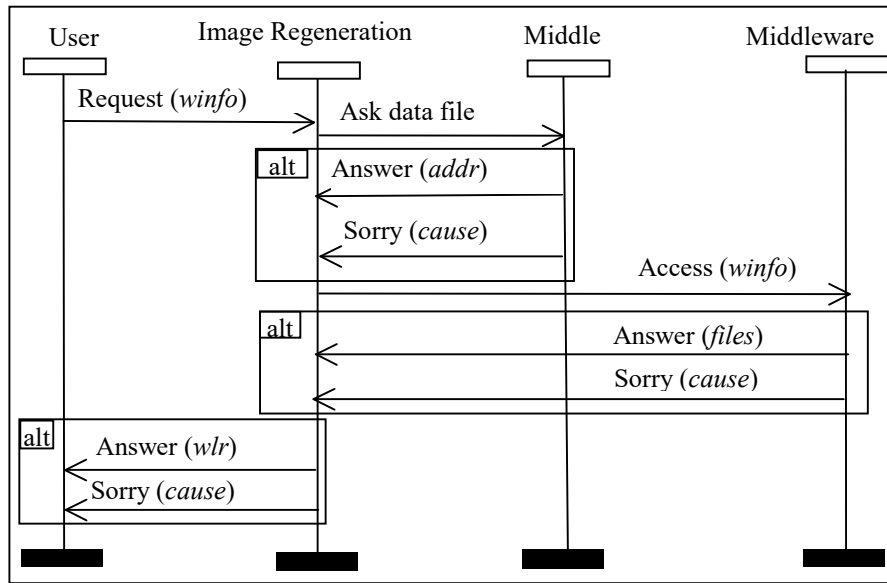 User
Image Regeneration
Middle
Middleware
Request (winfo)
Ask data file
alt
Answer (addr)
Sorry (cause)
Access (winfo)
alt
Answer (files)
Sorry (cause)
alt
Answer (wlr)
Sorry (cause)